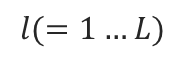 l(= 1 … L)